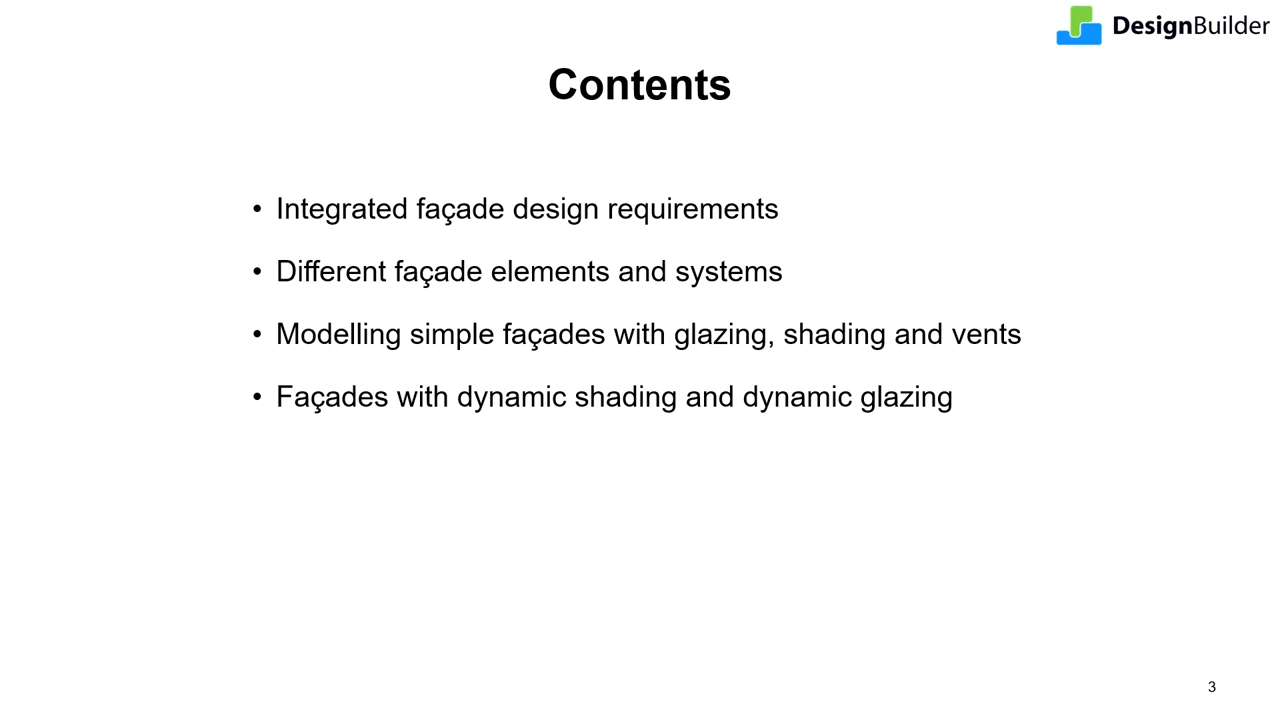 DesignBuilder
Contents
• Integrated façade design requirements
• Different façade elements and systems
• Modelling simple façades with glazing, shading and vents
• Façades with dynamic shading and dynamic glazing
3